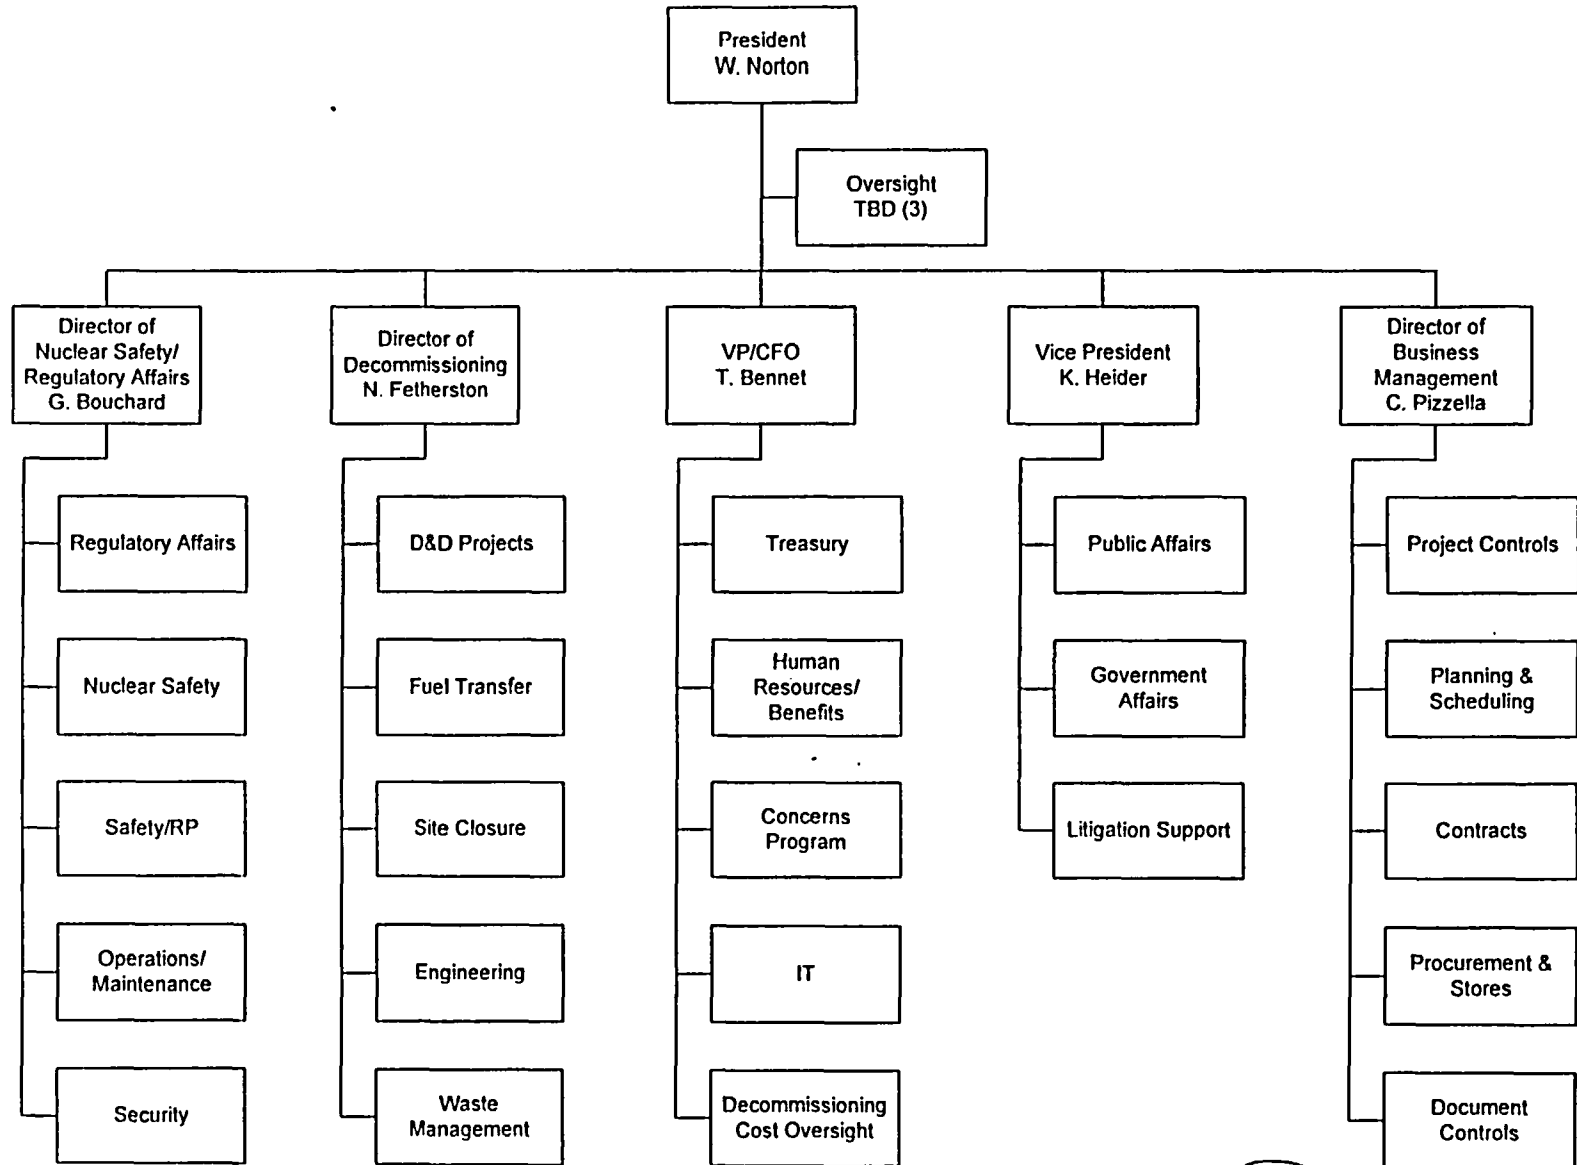 President
W. Norton
Oversight
TBD (3)
Director of
Nuclear Safety/
Regulatory Affairs
G. Bouchard
Director of
Decommissioning
N. Fetherston
VP/CFO
T. Bennet
Vice President
K. Heider
Director of
Business
Management
C. Pizzella
Regulatory Affairs
Nuclear Safety
Safety/RP
Operations/
Maintenance
Security
D&D Projects
Fuel Transfer
Site Closure
Engineering
Waste
Management
Treasury
Human
Resources/
Benefits
Concerns
Program
IT
Decommissioning
Cost Oversight
Public Affairs
Government
Affairs
Litigation Support
Project Controls
Planning &
Scheduling
Contracts
Procurement &
Stores
Document
Controls